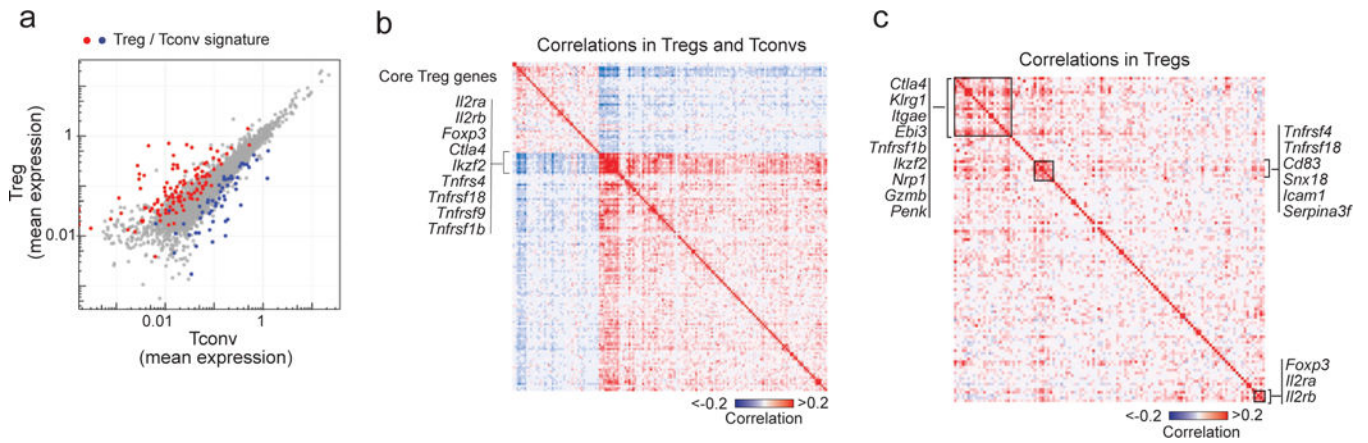 a
Treg / Tconv signature
Treg
(mean expression)
1
0.01
0.01
1
Tconv
(mean expression)
b
Correlations in Tregs and Tconvs
Core Treg genes
Il2ra
Il2rb
Foxp3
Ctla4
Ikzf2
Tnfrs4
Tnfrsf18
Tnfrsf9
Tnfrsf1b
<-0.2
>0.2
Correlation
c
Correlations in Tregs
Ctla4
Klrg1
Itgae
Ebi3
Tnfrsf1b
Ikzf2
Nrp1
Gzmb
Penk
Tnfrsf4
Tnfrsf18
Cd83
Snx18
Icam1
Serpina3f
Foxp3
Il2ra
Il2rb
<-0.2
>0.2
Correlation